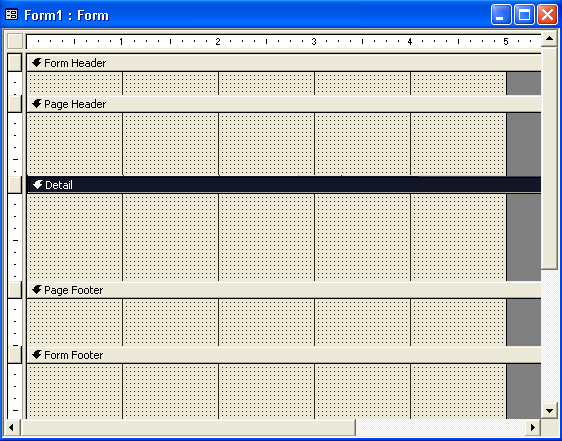 Form1 : Form
1 2 3 4 5
Form Header
Page Header
Detail
Page Footer
Form Footer